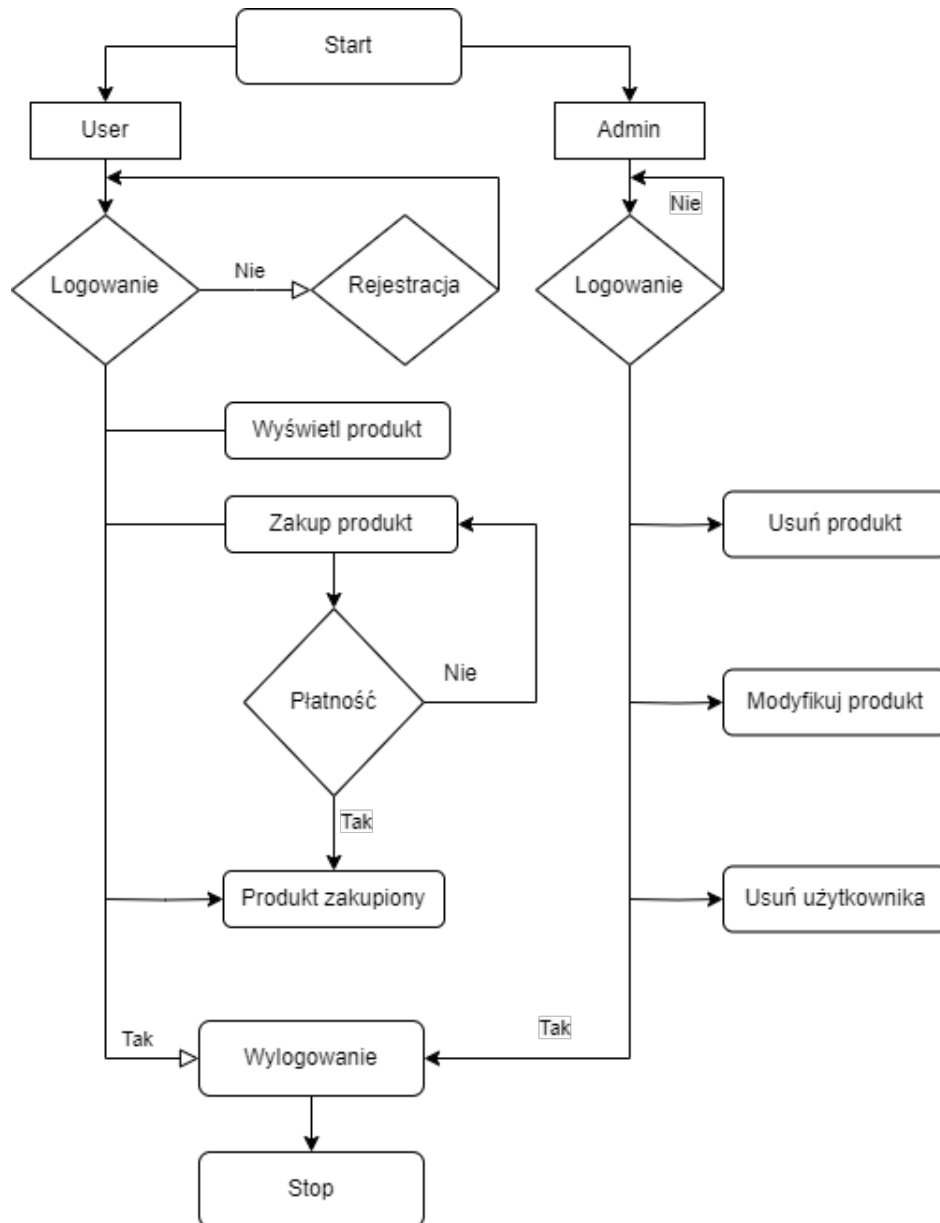 Start
User
Admin
Nie
Logowanie
Nie
Rejestracja
Logowanie
Wyświetl produkt
Zakup produkt
Usuń produkt
Nie
Płatność
Modyfikuj produkt
Tak
Produkt zakupiony
Usuń użytkownika
Tak
Tak
Wylogowanie
Stop